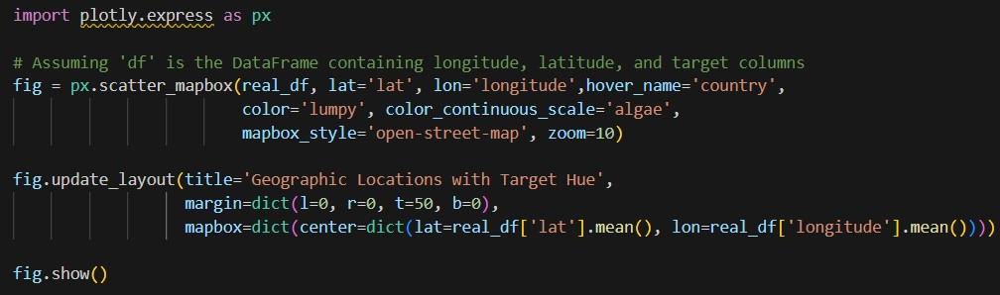 import plotly.express as px
# Assuming 'df' is the DataFrame containing longitude, latitude, and target columns
fig = px.scatter_mapbox(real_df, lat='lat', lon='longitude',hover_name='country',
color='lumpy', color_continuous_scale='algae',
mapbox_style='open-street-map', zoom=10)
fig.update_layout(title='Geographic Locations with Target Hue',
margin=dict(l=0, r=0, t=50, b=0),
mapbox=dict(center=dict(lat=real_df['lat'].mean(), lon=real_df['longitude'].mean())))
fig.show()